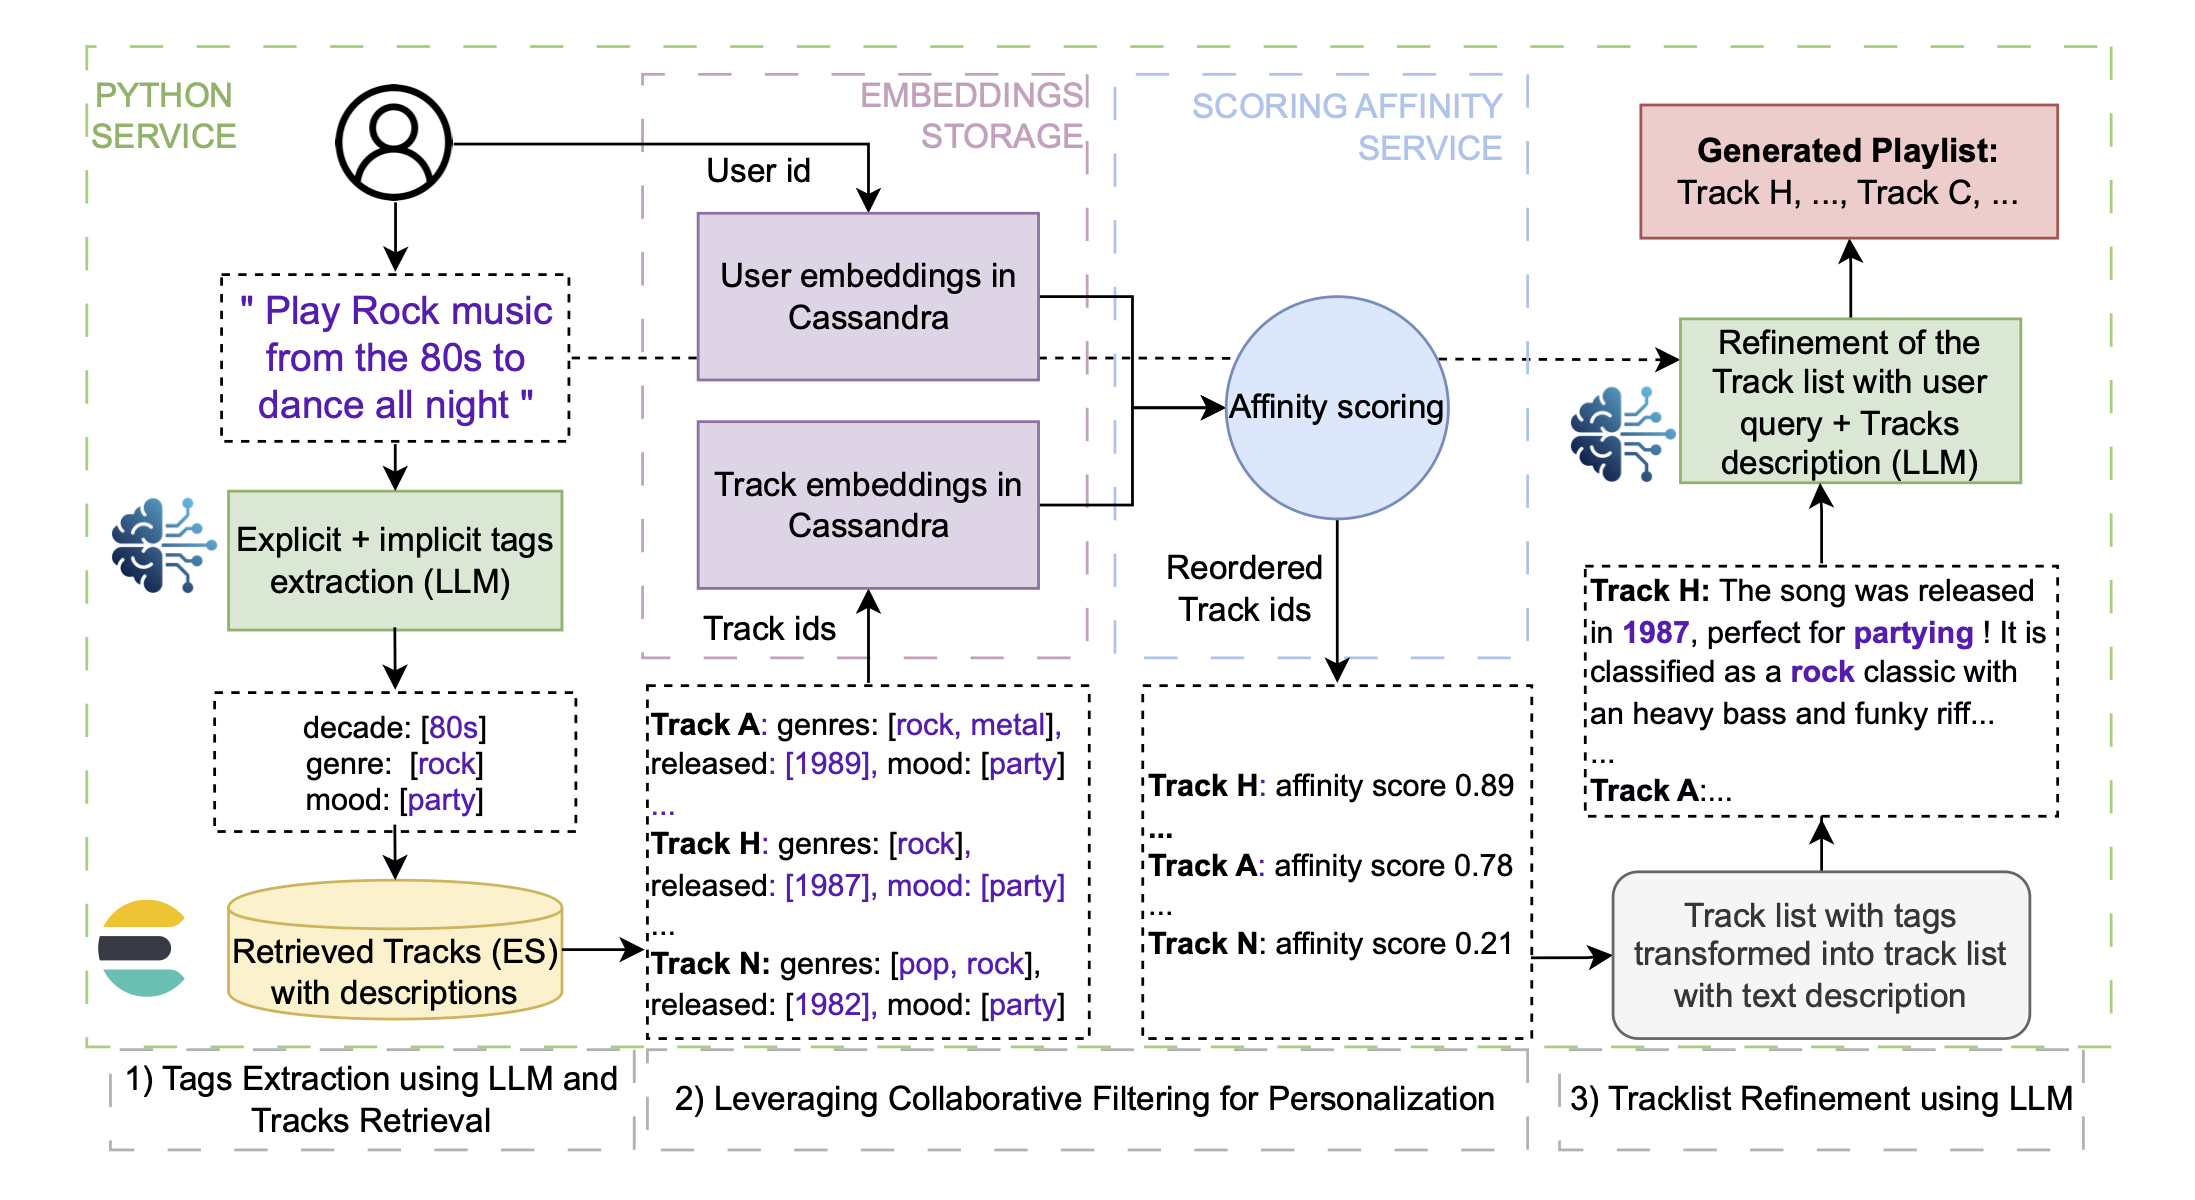 PYTHON
SERVICE
EMBEDDINGS
STORAGE
SCORING AFFINITY
SERVICE
User id
" Play Rock music
from the 80s to
dance all night "
Explicit + implicit tags
extraction (LLM)
decade: [80s]
genre: [rock]
mood: [party]
Retrieved Tracks (ES)
with descriptions
User embeddings in
Cassandra
Track embeddings in
Cassandra
Track ids
Track A: genres: [rock, metal],
released: [1989], mood: [party]
...
Track H: genres: [rock],
released: [1987], mood: [party]
...
Track N: genres: [pop, rock],
released: [1982], mood: [party]
Affinity scoring
Reordered
Track ids
Track H: affinity score 0.89
...
Track A: affinity score 0.78
...
Track N: affinity score 0.21
Generated Playlist:
Track H, ..., Track C, ...
Refinement of the
Track list with user
query + Tracks
description (LLM)
Track H: The song was released
in 1987, perfect for partying ! It is
classified as a rock classic with
an heavy bass and funky riff...
...
Track A:...
Track list with tags
transformed into track list
with text description
1) Tags Extraction using LLM and
Tracks Retrieval
2) Leveraging Collaborative Filtering for Personalization
3) Tracklist Refinement using LLM